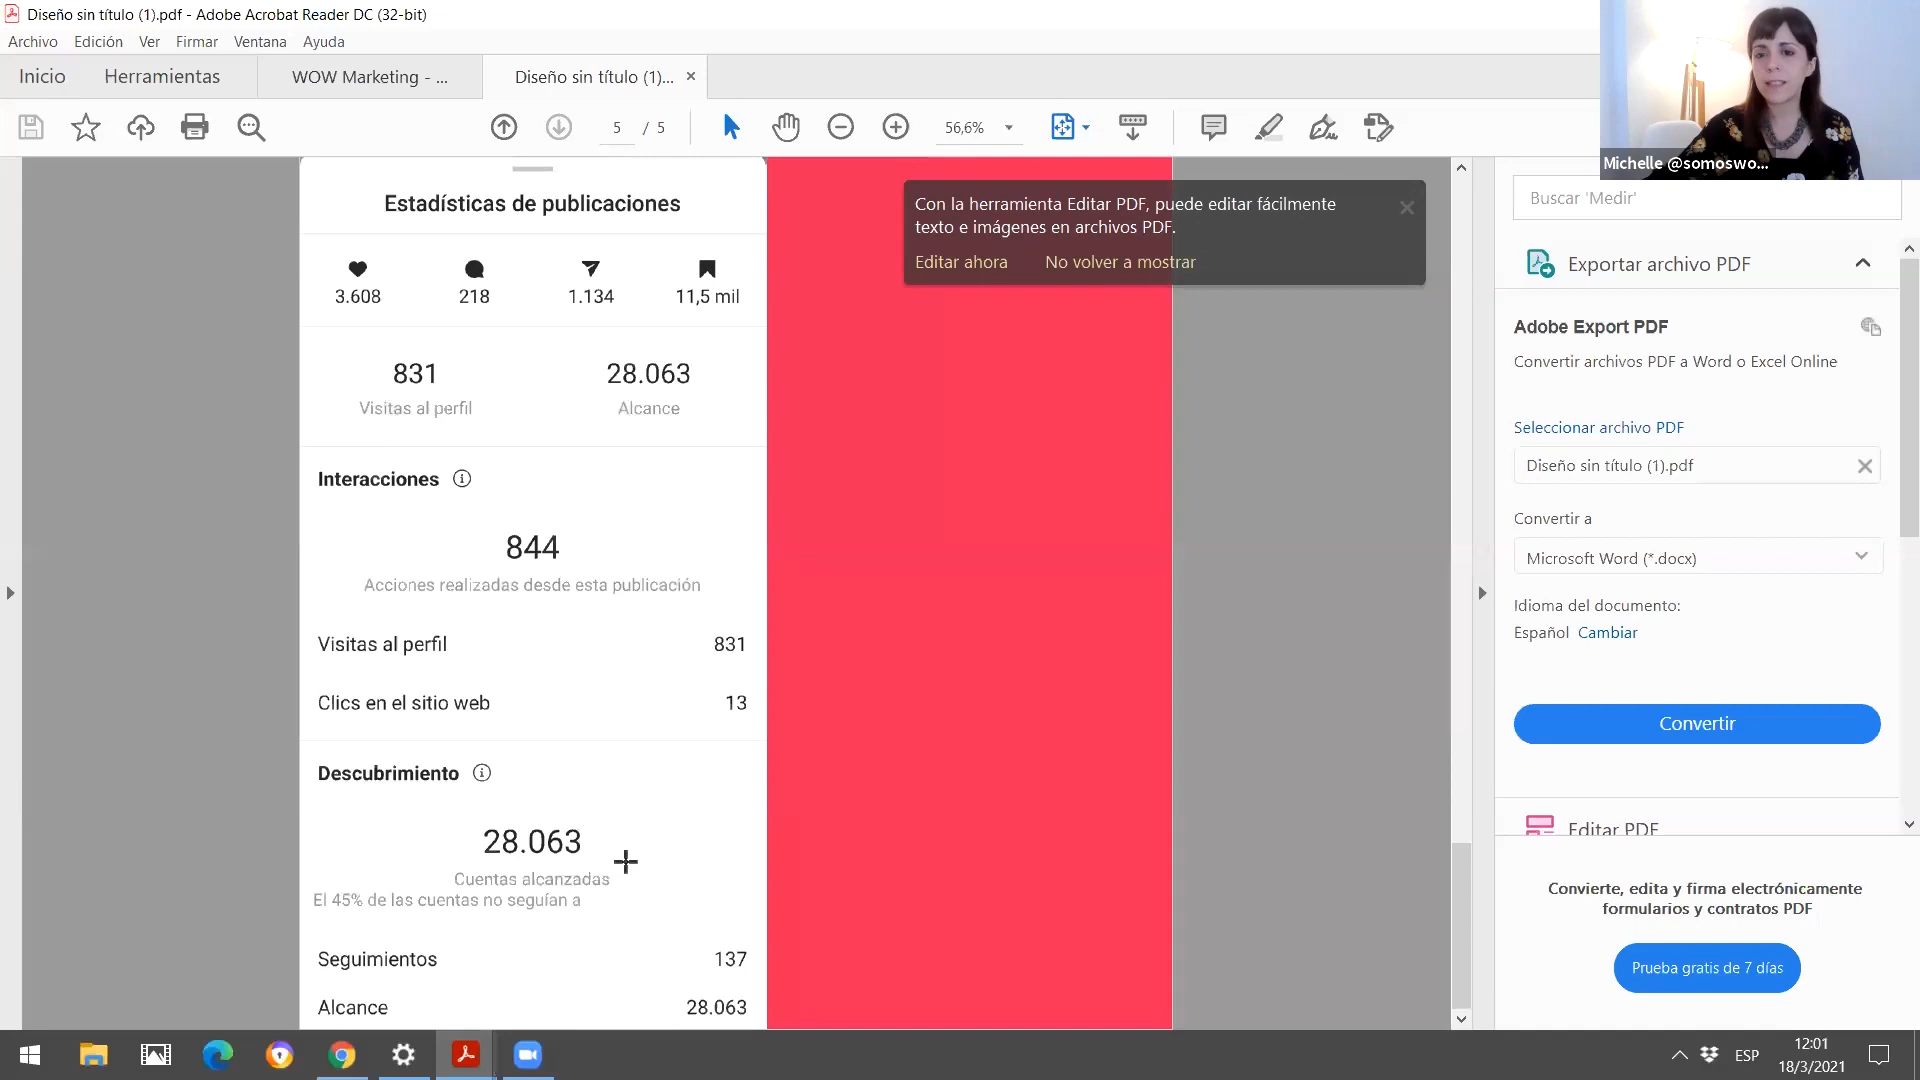 Diseño sin título (1).pdf - Adobe Acrobat Reader DC (32-bit)
Archivo Edición Ver Firmar Ventana Ayuda
Inicio Herramientas WOW Marketing - ... Diseño sin título (1)... ×
5 / 5 56,6%
Michelle @somoswo...
Estadísticas de publicaciones
3.608 218 1.134 11,5 mil
831 28.063
Visitas al perfil Alcance
Interacciones
844
Acciones realizadas desde esta publicación
Visitas al perfil 831
Clics en el sitio web 13
Descubrimiento
28.063
Cuentas alcanzadas
El 45% de las cuentas no seguían a
Seguimientos 137
Alcance 28.063
Con la herramienta Editar PDF, puede editar fácilmente
texto e imágenes en archivos PDF.
Editar ahora No volver a mostrar
Buscar 'Medir'
Exportar archivo PDF
Adobe Export PDF
Convertir archivos PDF a Word o Excel Online
Seleccionar archivo PDF
Diseño sin título (1).pdf
Convertir a
Microsoft Word (*.docx)
Idioma del documento:
Español Cambiar
Convertir
Editar PDF
Convierte, edita y firma electrónicamente
formularios y contratos PDF
Prueba gratis de 7 días
ESP
12:01
18/3/2021